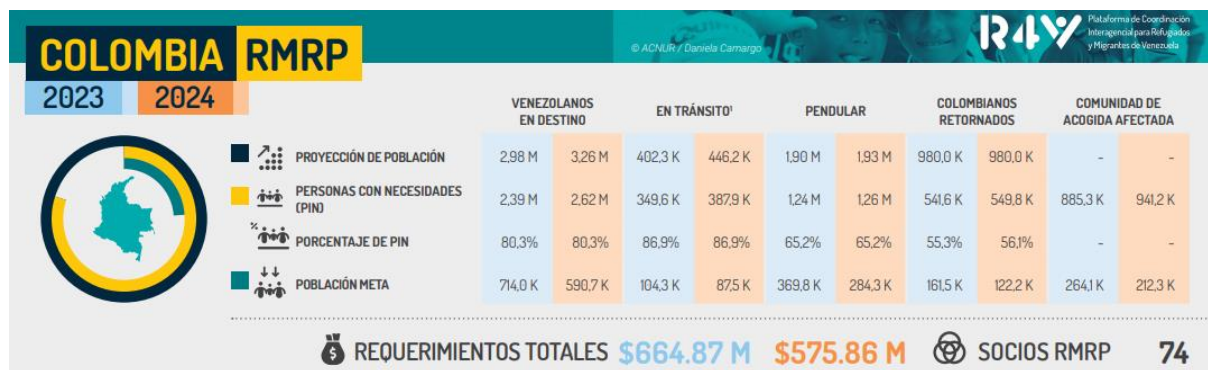 © ACNUR / Daniela Camargo
R4V
Plataforma de Coordinación
Interagencial para Refugiados
y Migrantes de Venezuela
COLOMBIA RMRP
2023 2024
VENEZOLANOS
EN DESTINO
EN TRÁNSITO¹
PENDULAR
COLOMBIANOS
RETORNADOS
COMUNIDAD DE
ACOGIDA AFECTADA
PROYECCIÓN DE POBLACIÓN 2,98 M 3,26 M 402,3 K 446,2 K 1,90 M 1,93 M 980,0 K 980,0 K - -
PERSONAS CON NECESIDADES
(PIN) 2,39 M 2,62 M 349,6 K 387,9 K 1,24 M 1,26 M 541,6 K 549,8 K 885,3 K 941,2 K
% PORCENTAJE DE PIN 80,3% 80,3% 86,9% 86,9% 65,2% 65,2% 55,3% 56,1% - -
POBLACIÓN META 714,0 K 590,7 K 104,3 K 87,5 K 369,8 K 284,3 K 161,5 K 122,2 K 264,1 K 212,3 K
$ REQUERIMIENTOS TOTALES $664.87 M $575.86 M SOCIOS RMRP 74